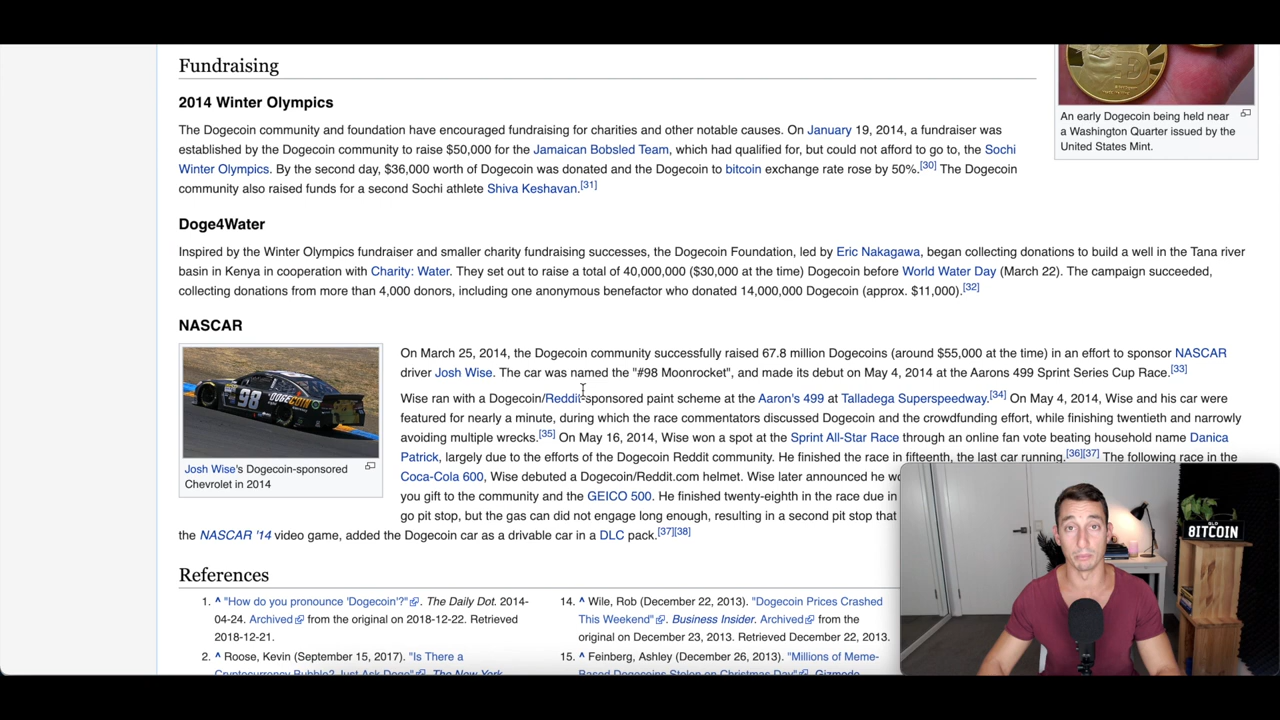 Fundraising
An early Dogecoin being held near
a Washington Quarter issued by the
United States Mint.
2014 Winter Olympics
The Dogecoin community and foundation have encouraged fundraising for charities and other notable causes. On January 19, 2014, a fundraiser was
established by the Dogecoin community to raise $50,000 for the Jamaican Bobsled Team, which had qualified for, but could not afford to go to, the Sochi
Winter Olympics. By the second day, $36,000 worth of Dogecoin was donated and the Dogecoin to bitcoin exchange rate rose by 50%.[30] The Dogecoin
community also raised funds for a second Sochi athlete Shiva Keshavan.[31]
Doge4Water
Inspired by the Winter Olympics fundraiser and smaller charity fundraising successes, the Dogecoin Foundation, led by Eric Nakagawa, began collecting donations to build a well in the Tana river
basin in Kenya in cooperation with Charity: Water. They set out to raise a total of 40,000,000 ($30,000 at the time) Dogecoin before World Water Day (March 22). The campaign succeeded,
collecting donations from more than 4,000 donors, including one anonymous benefactor who donated 14,000,000 Dogecoin (approx. $11,000).[32]
NASCAR
98
DOGECOIN
Josh Wise's Dogecoin-sponsored
Chevrolet in 2014
On March 25, 2014, the Dogecoin community successfully raised 67.8 million Dogecoins (around $55,000 at the time) in an effort to sponsor NASCAR
driver Josh Wise. The car was named the "#98 Moonrocket", and made its debut on May 4, 2014 at the Aarons 499 Sprint Series Cup Race.[33]
Wise ran with a Dogecoin/Reddit-sponsored paint scheme at the Aaron's 499 at Talladega Superspeedway.[34] On May 4, 2014, Wise and his car were
featured for nearly a minute, during which the race commentators discussed Dogecoin and the crowdfunding effort, while finishing twentieth and narrowly
avoiding multiple wrecks.[35] On May 16, 2014, Wise won a spot at the Sprint All-Star Race through an online fan vote beating household name Danica
Patrick, largely due to the efforts of the Dogecoin Reddit community. He finished the race in fifteenth, the last car running.[36][37] The following race in the
Coca-Cola 600, Wise debuted a Dogecoin/Reddit.com helmet. Wise later announced he
you gift to the community and the GEICO 500. He finished twenty-eighth in the race due in
go pit stop, but the gas can did not engage long enough, resulting in a second pit stop that
the NASCAR '14 video game, added the Dogecoin car as a drivable car in a DLC pack.[37][38]
References
1. ^ "How do you pronounce 'Dogecoin'?". The Daily Dot. 2014-
04-24. Archived from the original on 2018-12-22. Retrieved
2018-12-21.
2. ^ Roose, Kevin (September 15, 2017). "Is There a
Cryptocurrency Bubble? Just Ask Doge". The New York
14. ^ Wile, Rob (December 22, 2013). "Dogecoin Prices Crashed
This Weekend". Business Insider. Archived from the
original on December 23, 2013. Retrieved December 22, 2013.
15. ^ Feinberg, Ashley (December 26, 2013). "Millions of Meme-
Based Dogecoins Stolen on Christmas Day". Gizmodo
BITCOIN